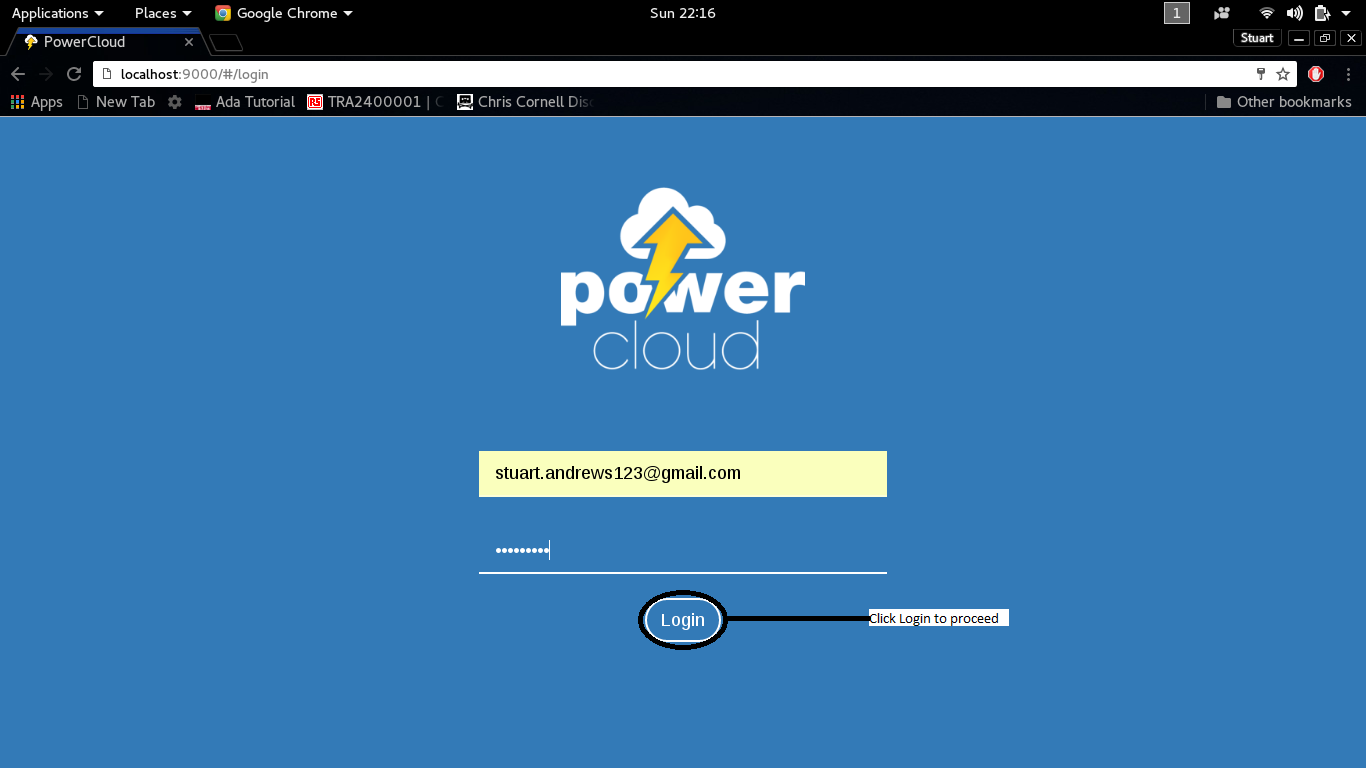 Applications Places Google Chrome Sun 22:16 1
PowerCloud Stuart
localhost:9000/#/login
Apps New Tab Ada Tutorial TRA2400001 | Chris Cornell Disc Other bookmarks
power
cloud
stuart.andrews123@gmail.com
•••••••••
Login Click Login to proceed